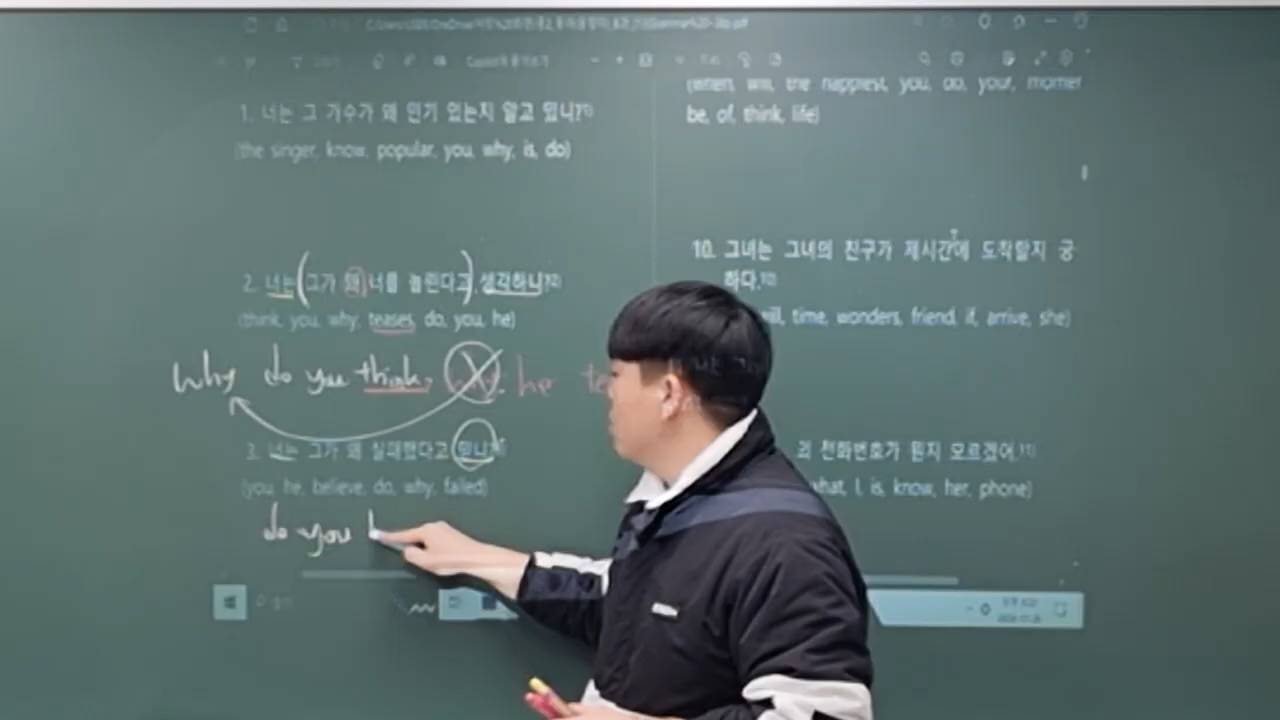 1. 너는 그 가수가 왜 인기 있는지 알고 있니?
(the singer, know, popular, you, why, is, do)
2. 너는 (그가 왜 너를 놀린다고) 생각하니?
(think, you, why, teases, do, you, he)
Why do you think he te
3. 너는 그가 왜 실패했다고 믿니?
(you, he, believe, do, why, failed)
do you
(when, will, the happiest, you, do, your, moment
be, of, think, life)
10. 그녀는 그녀의 친구가 제시간에 도착할지 궁
하다.
will, time, wonders, friend, if, arrive, she)
전화번호가 뭔지 모르겠어.
what, I, is, know, her, phone)